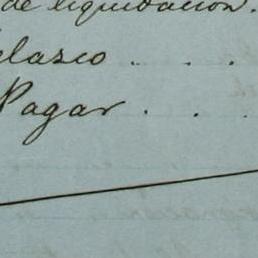 de liquidacion.
elasco . . .
Pagar . . .